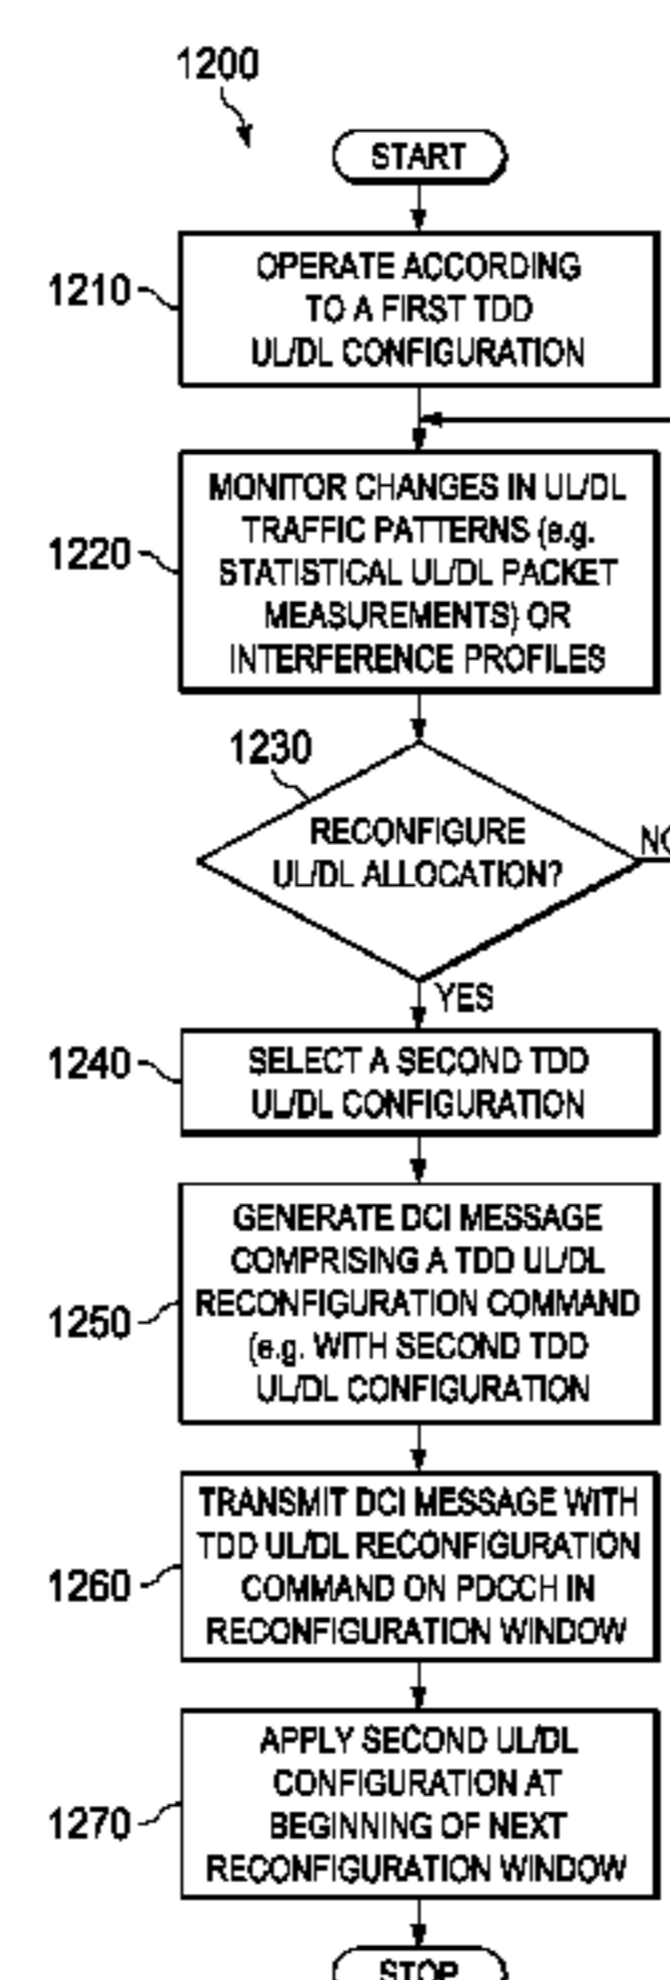 1200
START
1210
OPERATE ACCORDING
TO A FIRST TDD
UL/DL CONFIGURATION
1220
MONITOR CHANGES IN UL/DL
TRAFFIC PATTERNS (e.g.
STATISTICAL UL/DL PACKET
MEASUREMENTS) OR
INTERFERENCE PROFILES
1230
RECONFIGURE
UL/DL ALLOCATION?
NO
YES
1240
SELECT A SECOND TDD
UL/DL CONFIGURATION
1250
GENERATE DCI MESSAGE
COMPRISING A TDD UL/DL
RECONFIGURATION COMMAND
(e.g. WITH SECOND TDD
UL/DL CONFIGURATION
1260
TRANSMIT DCI MESSAGE WITH
TDD UL/DL RECONFIGURATION
COMMAND ON PDCCH IN
RECONFIGURATION WINDOW
1270
APPLY SECOND UL/DL
CONFIGURATION AT
BEGINNING OF NEXT
RECONFIGURATION WINDOW
STOP